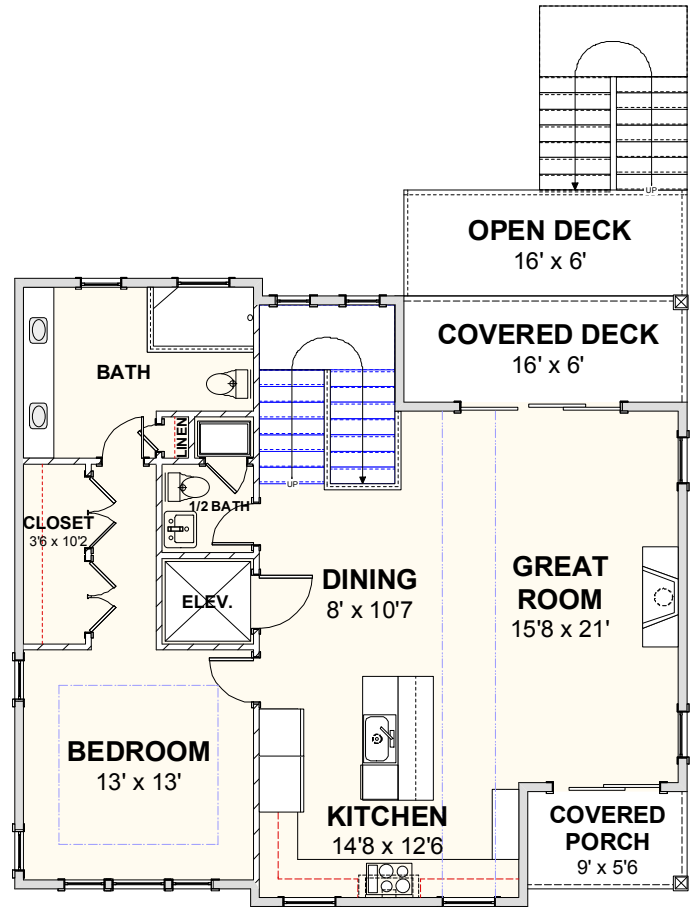 UP
OPEN DECK
16' x 6'
COVERED DECK
16' x 6'
BATH
LINEN
UP
1/2 BATH
CLOSET
3'6 x 10'2
ELEV.
DINING
8' x 10'7
GREAT
ROOM
15'8 x 21'
BEDROOM
13' x 13'
KITCHEN
14'8 x 12'6
COVERED
PORCH
9' x 5'6